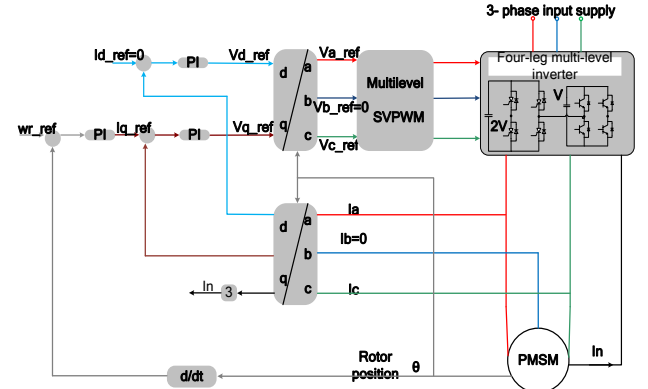 3- phase input supply
Id_ref=0
PI
Vd_ref
d
a
b
q
c
Va_ref
Vb_ref=0
Vc_ref
Multilevel
SVPWM
Four-leg multi-level
inverter
2V
V
wr_ref
PI
Iq_ref
PI
Vq_ref
d
a
b
q
c
Ia
Ib=0
Ic
In
3
PMSM
In
Rotor
position
θ
d/dt